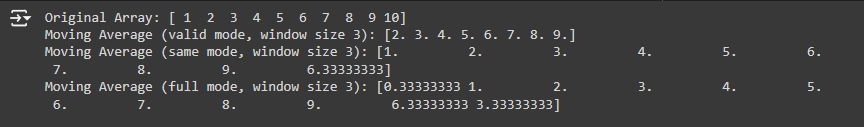 Original Array: [ 1  2  3  4  5  6  7  8  9 10]
Moving Average (valid mode, window size 3): [2. 3. 4. 5. 6. 7. 8. 9.]
Moving Average (same mode, window size 3): [1.         2.         3.         4.         5.         6.
 7.         8.         9.         6.33333333]
Moving Average (full mode, window size 3): [0.33333333 1.         2.         3.         4.         5.
 6.         7.         8.         9.         6.33333333 3.33333333]